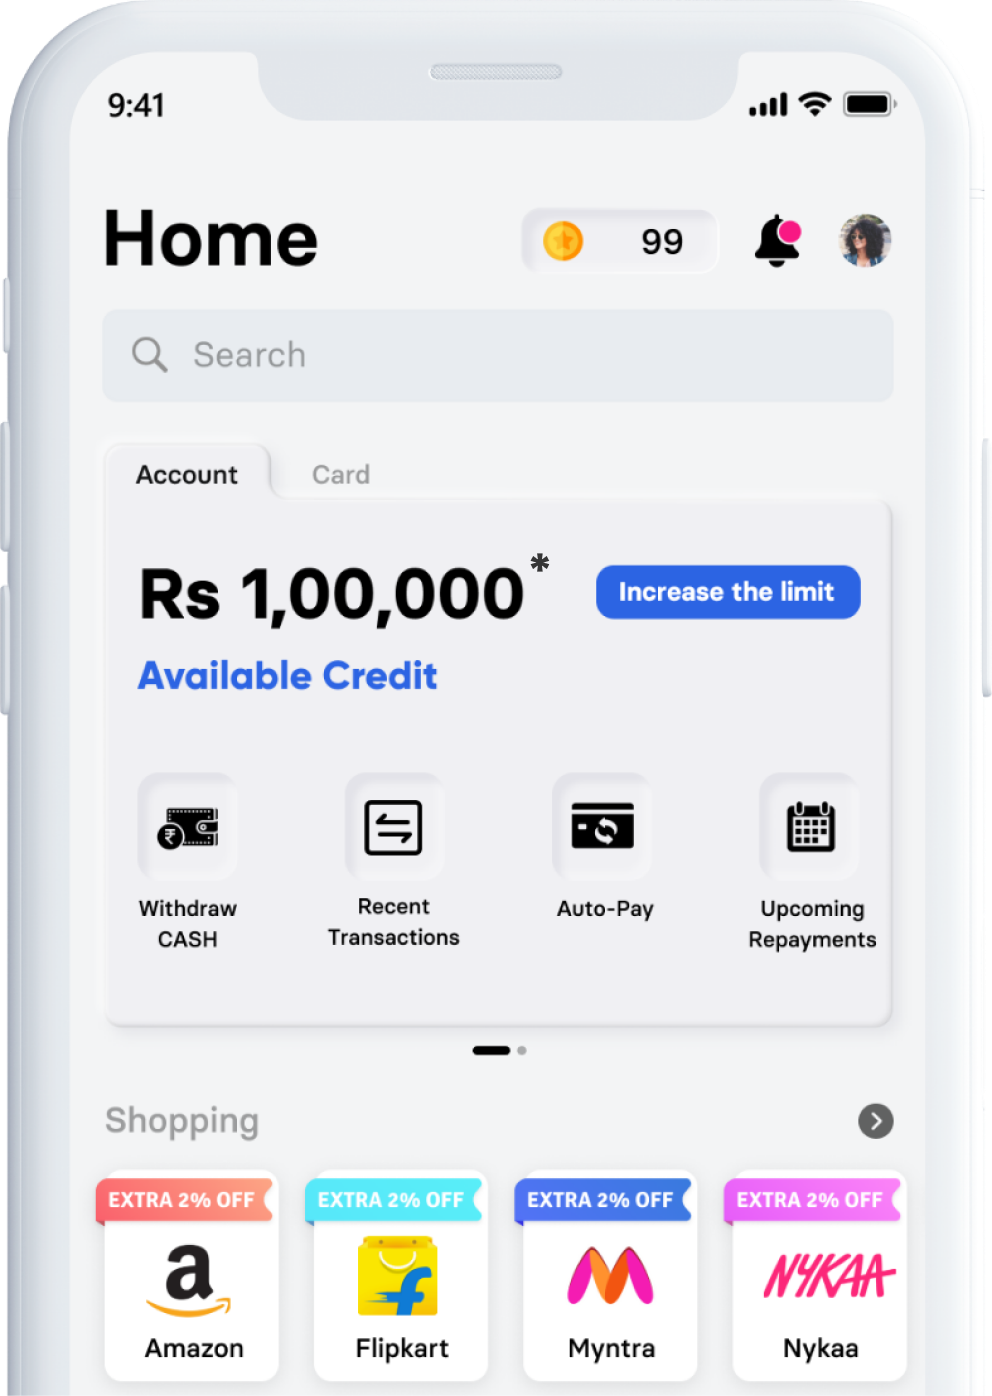 9:41
Home
99
Search
Account
Card
Rs 1,00,000*
Increase the limit
Available Credit
₹
Withdraw
CASH
Recent
Transactions
Auto-Pay
Upcoming
Repayments
Shopping
EXTRA 2% OFF
EXTRA 2% OFF
EXTRA 2% OFF
EXTRA 2% OFF
a
f
NYKAA
Amazon
Flipkart
Myntra
Nykaa